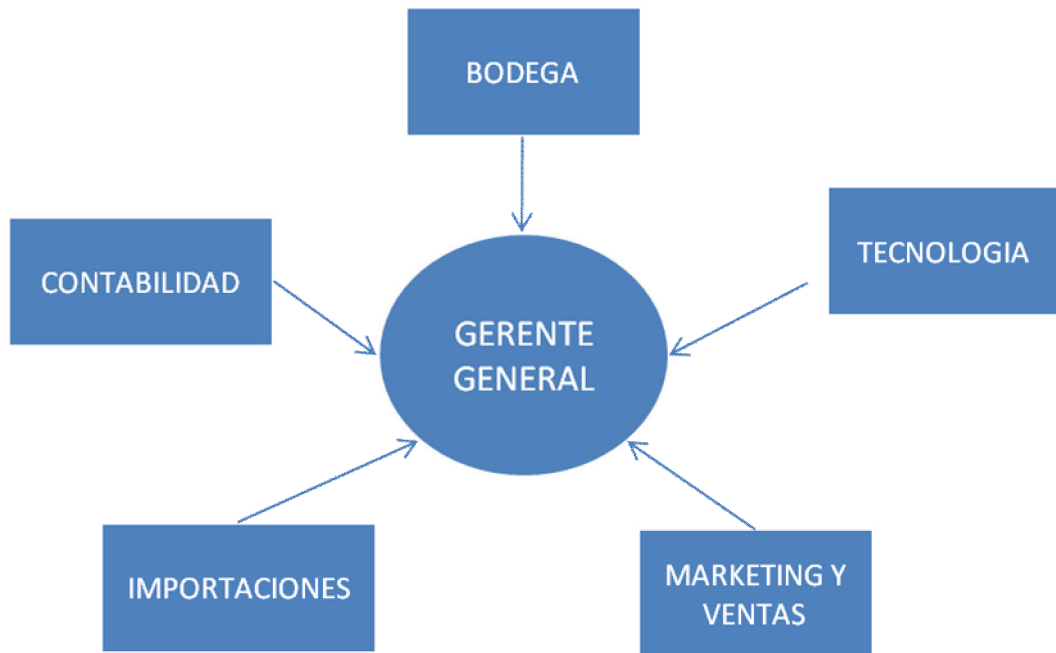 BODEGA
TECNOLOGIA
CONTABILIDAD
GERENTE
GENERAL
IMPORTACIONES
MARKETING Y
VENTAS